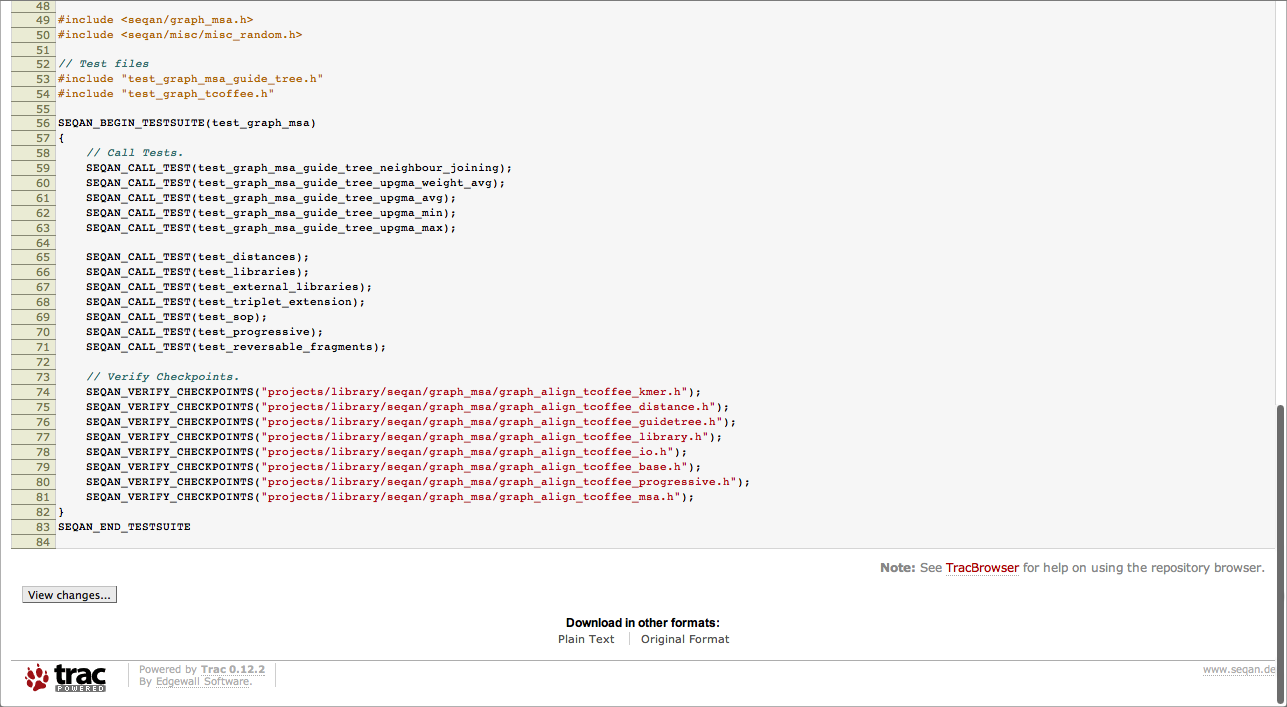 48
49 #include <seqan/graph_msa.h>
50 #include <seqan/misc/misc_random.h>
51
52 // Test files
53 #include "test_graph_msa_guide_tree.h"
54 #include "test_graph_tcoffee.h"
55
56 SEQAN_BEGIN_TESTSUITE(test_graph_msa)
57 {
58     // Call Tests.
59     SEQAN_CALL_TEST(test_graph_msa_guide_tree_neighbour_joining);
60     SEQAN_CALL_TEST(test_graph_msa_guide_tree_upgma_weight_avg);
61     SEQAN_CALL_TEST(test_graph_msa_guide_tree_upgma_avg);
62     SEQAN_CALL_TEST(test_graph_msa_guide_tree_upgma_min);
63     SEQAN_CALL_TEST(test_graph_msa_guide_tree_upgma_max);
64
65     SEQAN_CALL_TEST(test_distances);
66     SEQAN_CALL_TEST(test_libraries);
67     SEQAN_CALL_TEST(test_external_libraries);
68     SEQAN_CALL_TEST(test_triplet_extension);
69     SEQAN_CALL_TEST(test_sop);
70     SEQAN_CALL_TEST(test_progressive);
71     SEQAN_CALL_TEST(test_reversable_fragments);
72
73     // Verify Checkpoints.
74     SEQAN_VERIFY_CHECKPOINTS("projects/library/seqan/graph_msa/graph_align_tcoffee_kmer.h");
75     SEQAN_VERIFY_CHECKPOINTS("projects/library/seqan/graph_msa/graph_align_tcoffee_distance.h");
76     SEQAN_VERIFY_CHECKPOINTS("projects/library/seqan/graph_msa/graph_align_tcoffee_guidetree.h");
77     SEQAN_VERIFY_CHECKPOINTS("projects/library/seqan/graph_msa/graph_align_tcoffee_library.h");
78     SEQAN_VERIFY_CHECKPOINTS("projects/library/seqan/graph_msa/graph_align_tcoffee_io.h");
79     SEQAN_VERIFY_CHECKPOINTS("projects/library/seqan/graph_msa/graph_align_tcoffee_base.h");
80     SEQAN_VERIFY_CHECKPOINTS("projects/library/seqan/graph_msa/graph_align_tcoffee_progressive.h");
81     SEQAN_VERIFY_CHECKPOINTS("projects/library/seqan/graph_msa/graph_align_tcoffee_msa.h");
82 }
83 SEQAN_END_TESTSUITE
84
Note: See TracBrowser for help on using the repository browser.
View changes...
Download in other formats:
Plain Text Original Format
trac POWERED
Powered by Trac 0.12.2
By Edgewall Software.
www.seqan.de